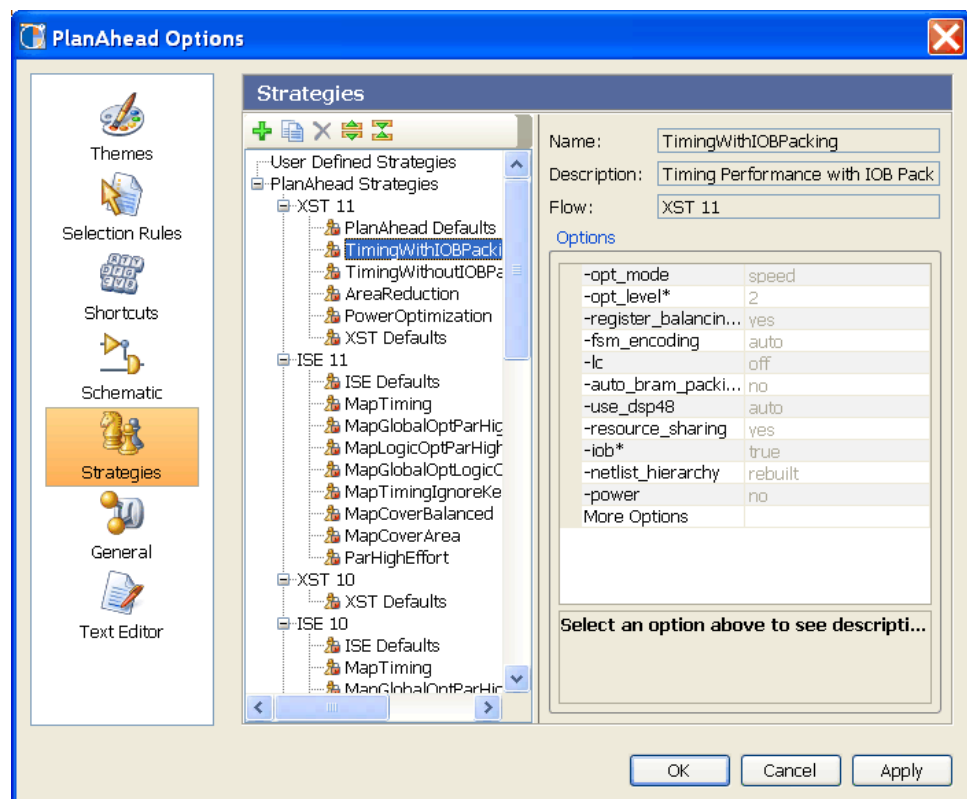 PlanAhead Options
Themes
Selection Rules
Shortcuts
Schematic
Strategies
General
Text Editor
Strategies
User Defined Strategies
PlanAhead Strategies
XST 11
PlanAhead Defaults
TimingWithIOBPacki
TimingWithoutIOBPa
AreaReduction
PowerOptimization
XST Defaults
ISE 11
ISE Defaults
MapTiming
MapGlobalOptParHig
MapLogicOptParHigh
MapGlobalOptLogicO
MapTimingIgnoreKe
MapCoverBalanced
MapCoverArea
ParHighEffort
XST 10
XST Defaults
ISE 10
ISE Defaults
MapTiming
MapGlobalOptParHig
Name: TimingWithIOBPacking
Description: Timing Performance with IOB Pack
Flow: XST 11
Options
-opt_mode speed
-opt_level* 2
-register_balancin... yes
-fsm_encoding auto
-lc off
-auto_bram_packi... no
-use_dsp48 auto
-resource_sharing yes
-iob* true
-netlist_hierarchy rebuilt
-power no
More Options
Select an option above to see descripti...
OK Cancel Apply